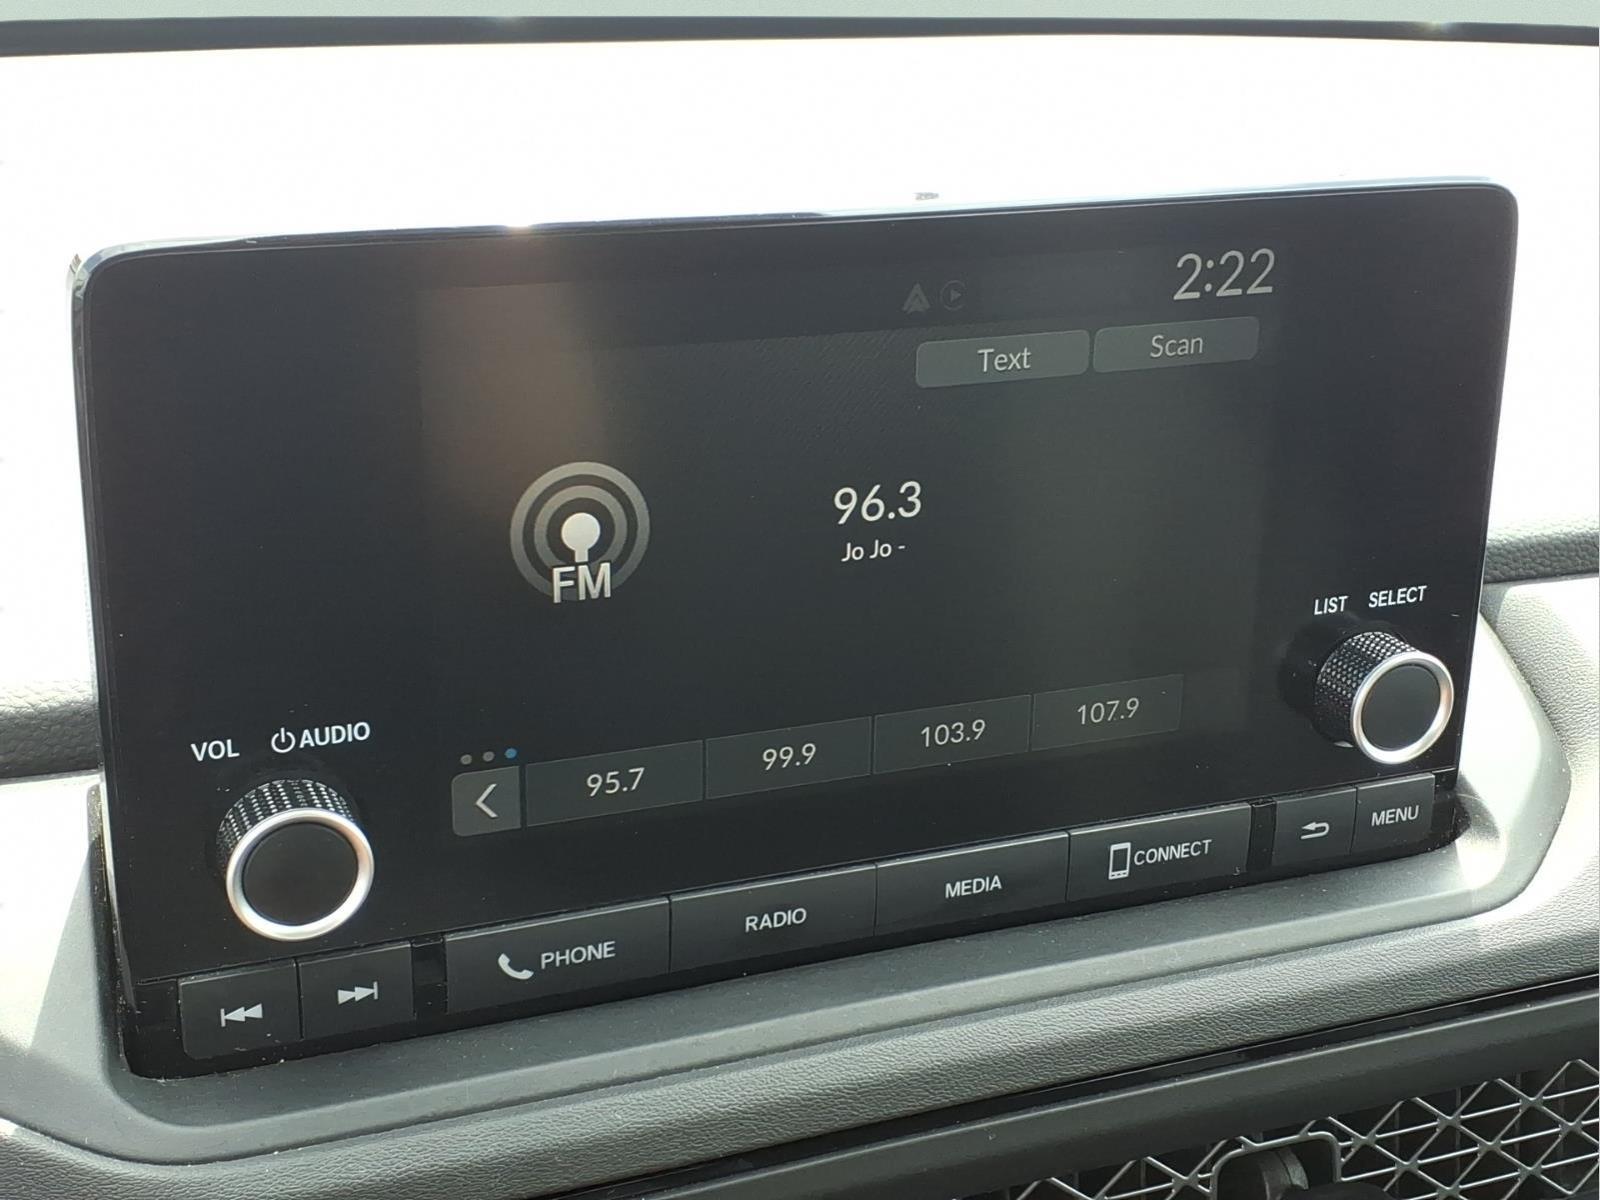 2:22
Text Scan
96.3
Jo Jo -
FM
LIST SELECT
VOL AUDIO
95.7 99.9 103.9 107.9
PHONE RADIO MEDIA CONNECT MENU